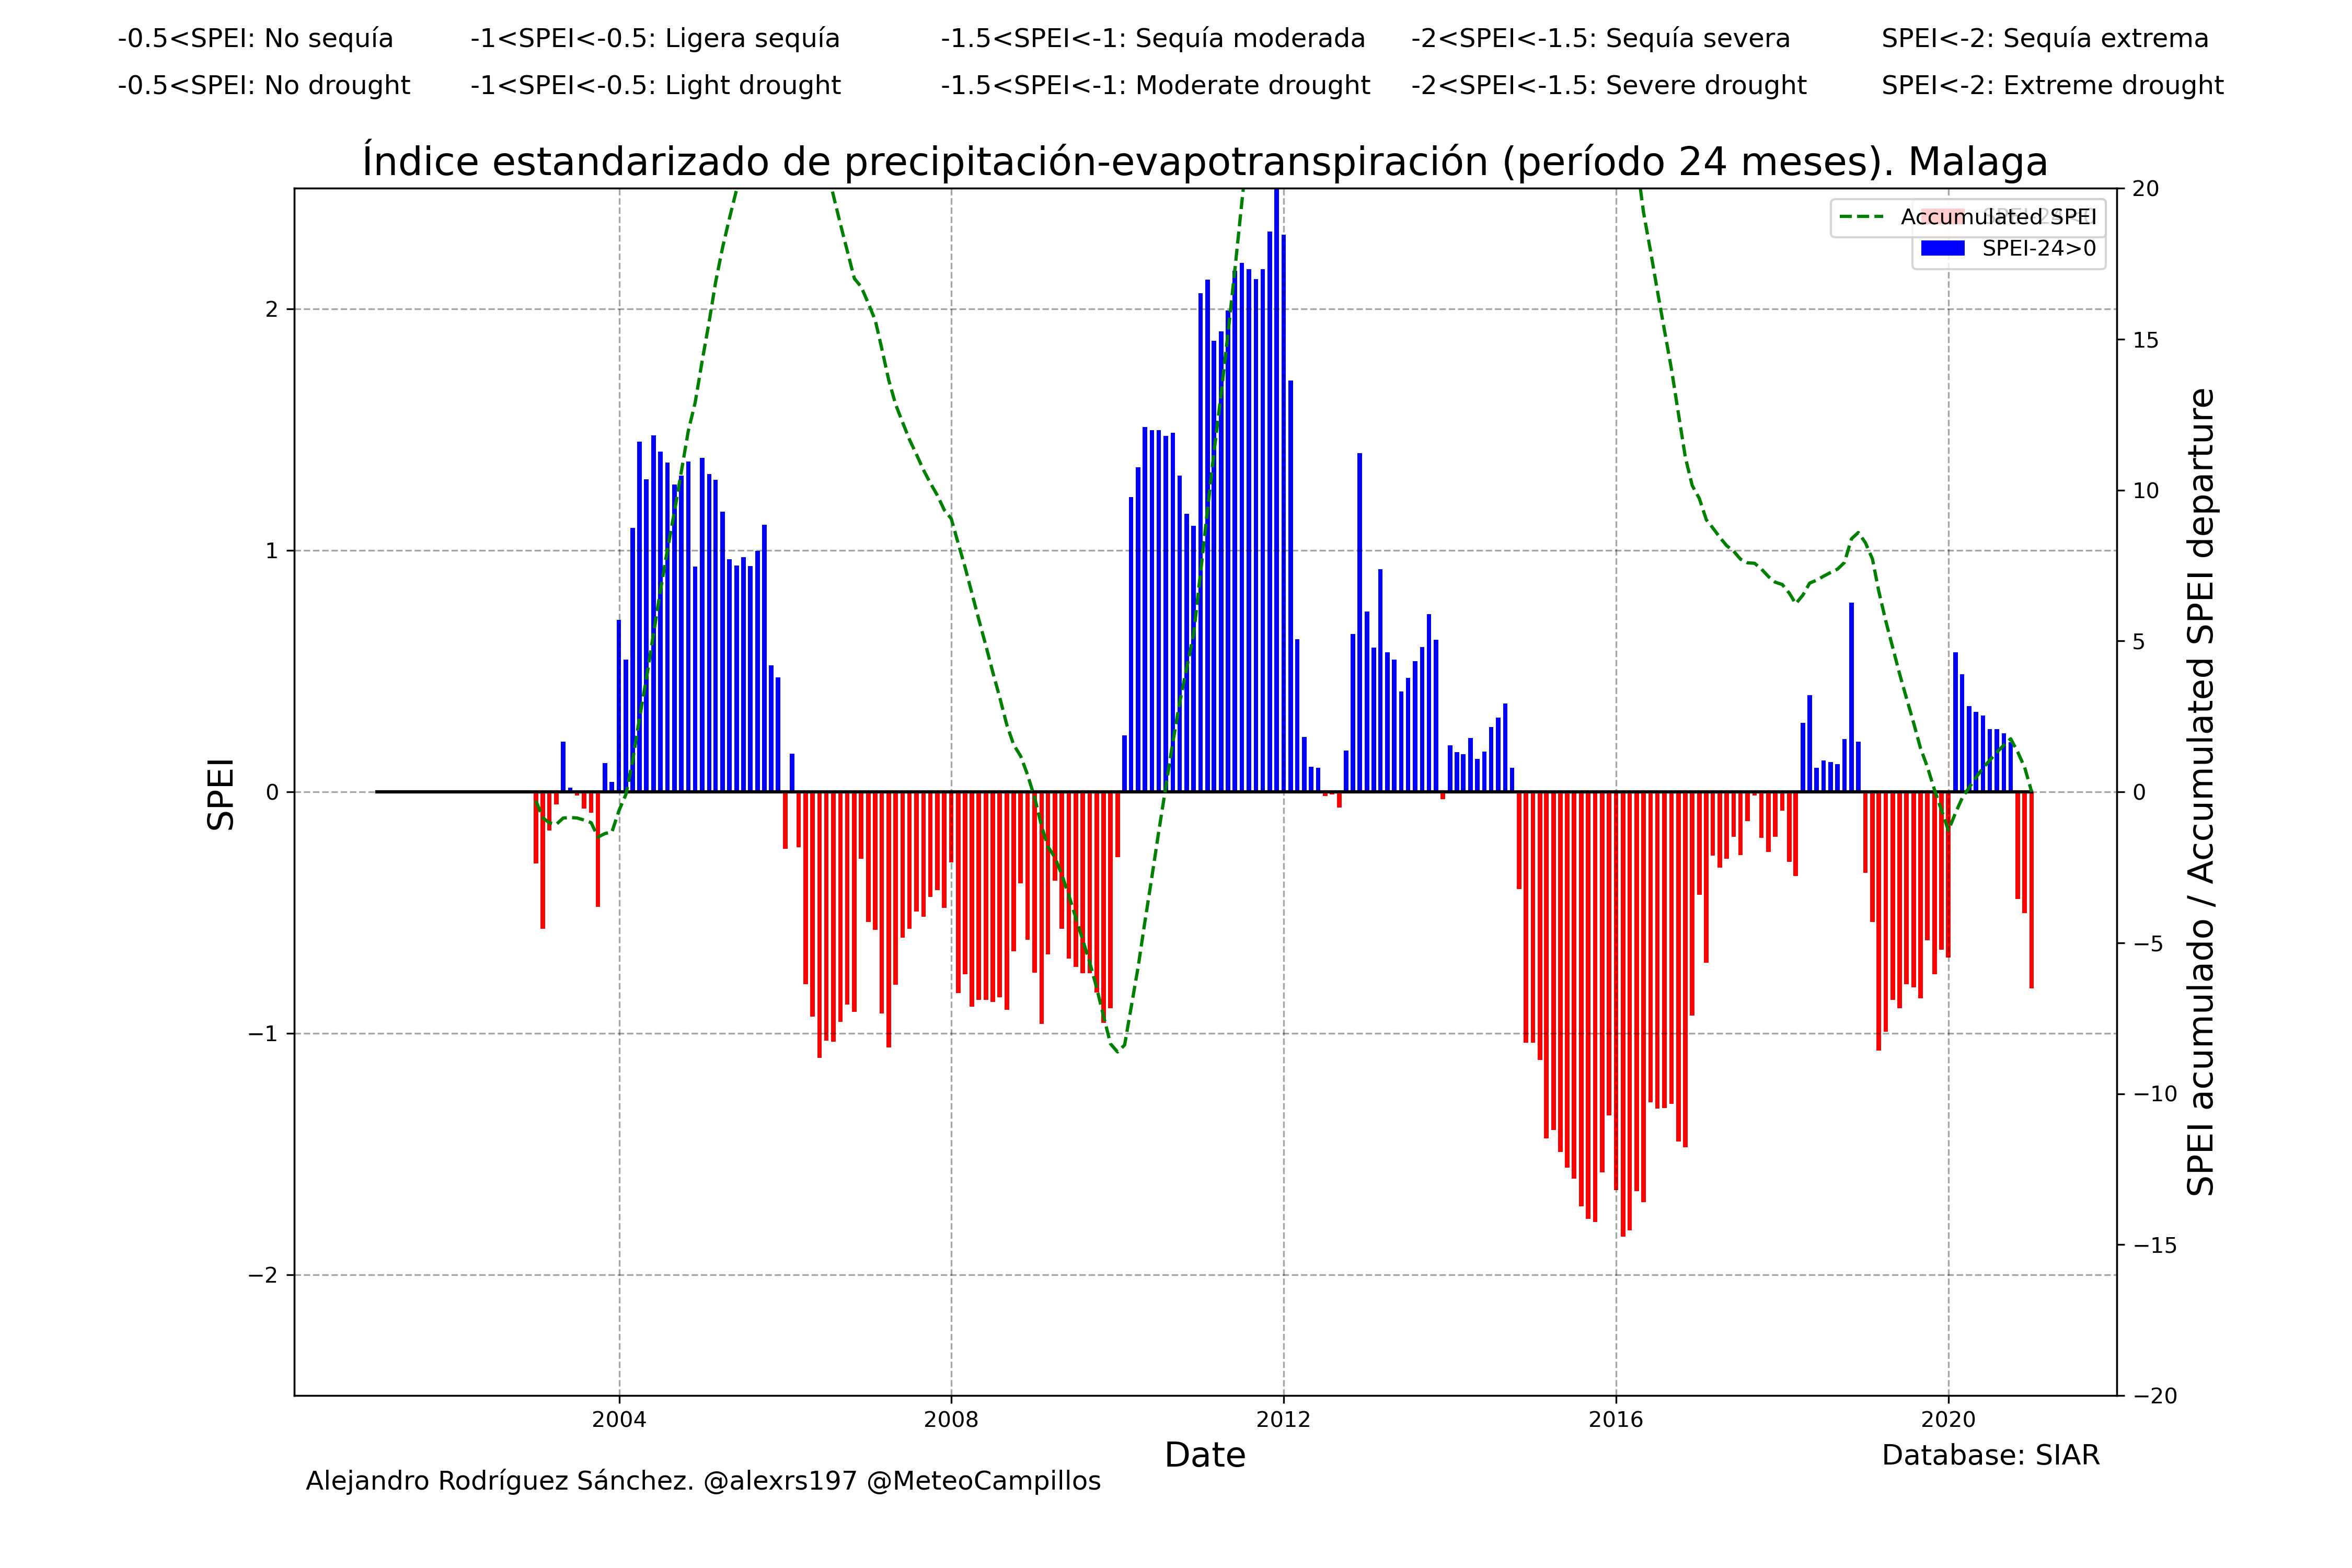 -0.5<SPEI: No sequía -1<SPEI<-0.5: Ligera sequía -1.5<SPEI<-1: Sequía moderada -2<SPEI<-1.5: Sequía severa SPEI<-2: Sequía extrema
-0.5<SPEI: No drought -1<SPEI<-0.5: Light drought -1.5<SPEI<-1: Moderate drought -2<SPEI<-1.5: Severe drought SPEI<-2: Extreme drought
Índice estandarizado de precipitación-evapotranspiración (período 24 meses). Malaga
Accumulated SPEI
SPEI-24>0
SPEI
2
1
0
−1
−2
20
15
10
5
0
−5
−10
−15
−20
SPEI acumulado / Accumulated SPEI departure
2004 2008 2012 2016 2020
Date
Database: SIAR
Alejandro Rodríguez Sánchez. @alexrs197 @MeteoCampillos